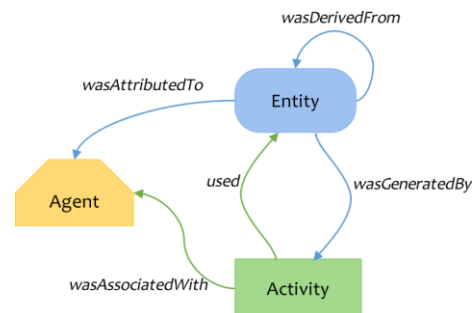 wasDerivedFrom
wasAttributedTo
Entity
used
wasGeneratedBy
Agent
wasAssociatedWith
Activity